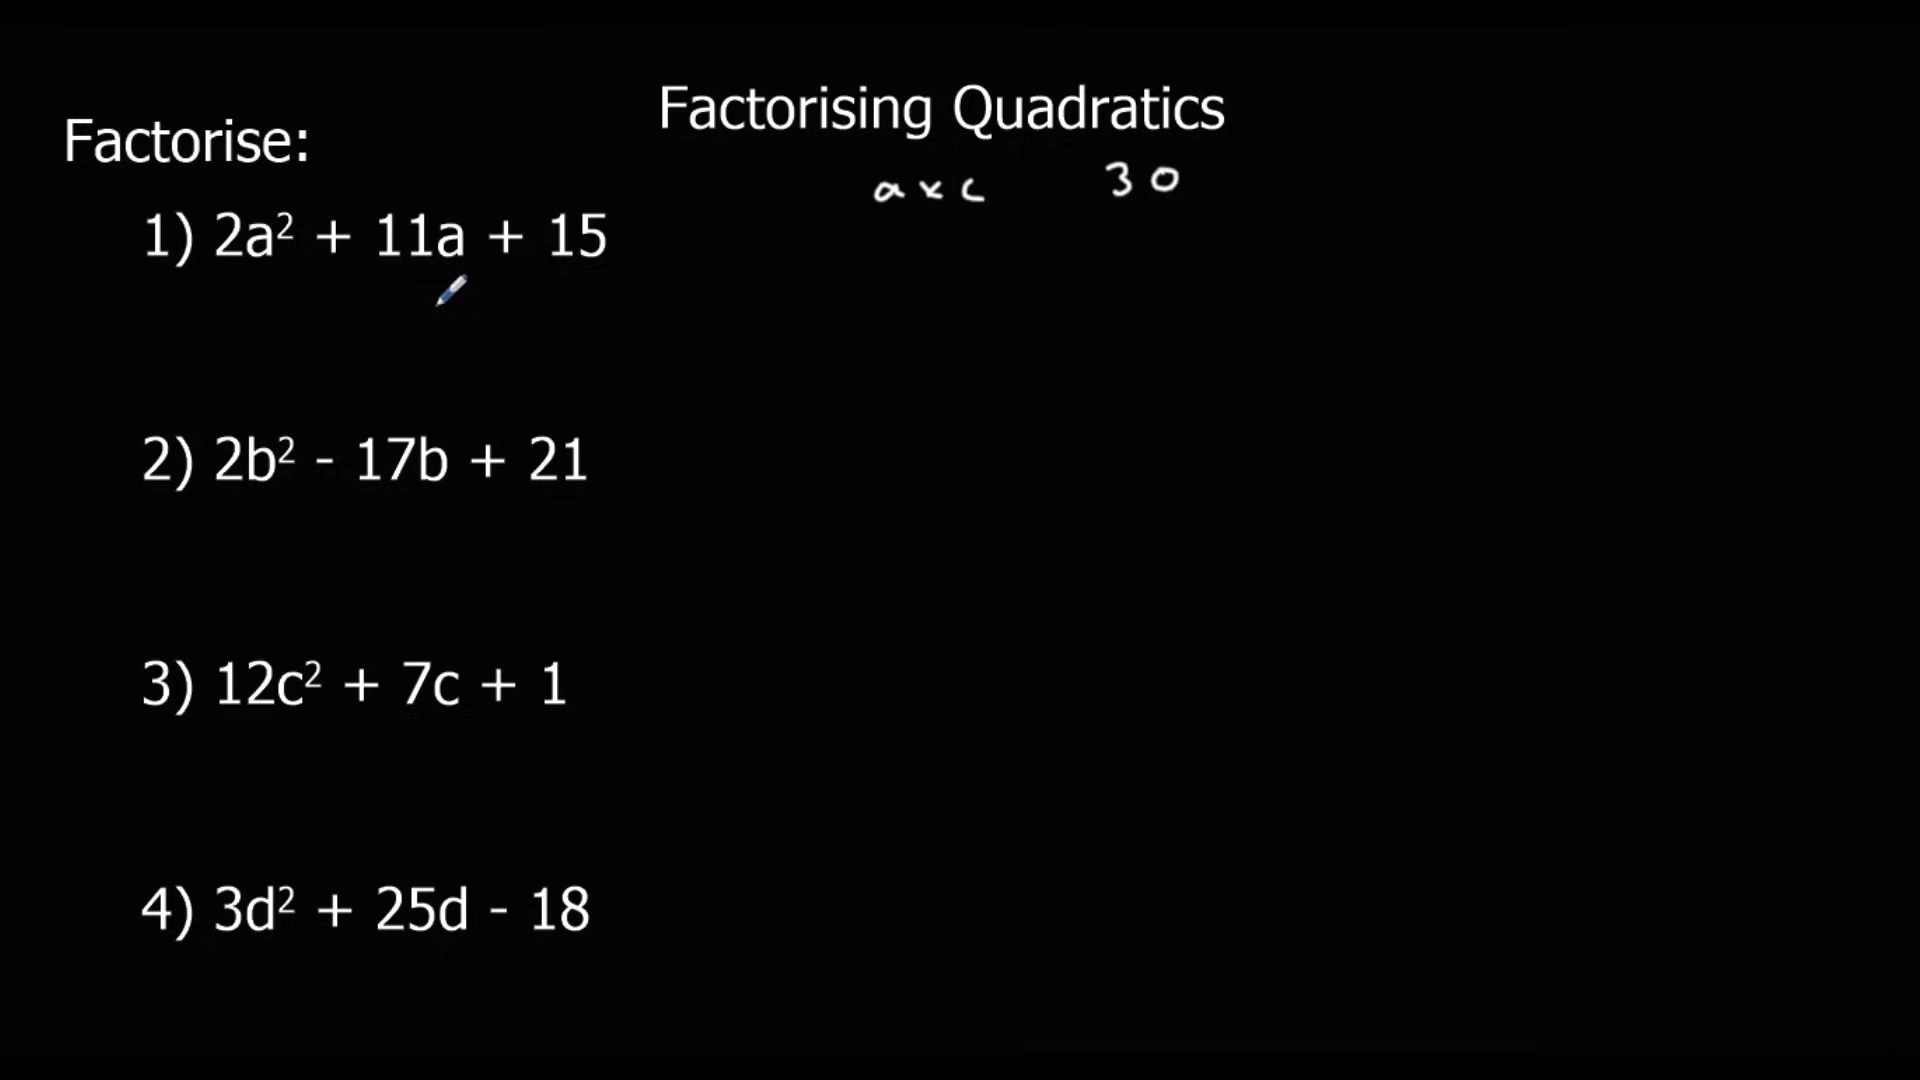 Factorising Quadratics
Factorise:
a × c 30
1) 2a² + 11a + 15
2) 2b² - 17b + 21
3) 12c² + 7c + 1
4) 3d² + 25d - 18